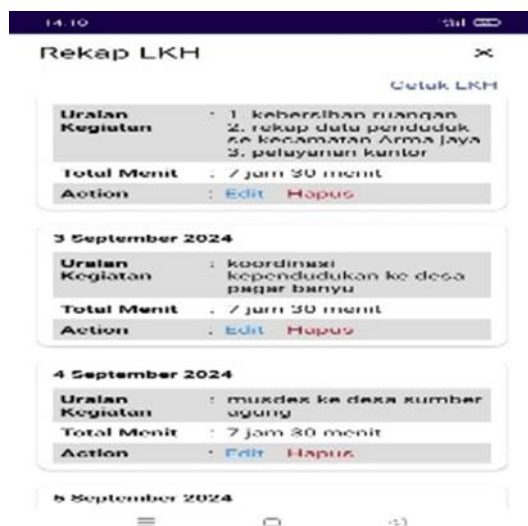 14.10
Rekap LKH
Cetak LKH
Uraian Kegiatan : 1. kebersihan ruangan
2. rekap data penduduk
se kecamatan Arma Jaya
3. pelayanan kantor
Total Menit : 7 jam 30 menit
Action : Edit Hapus
3 September 2024
Uraian Kegiatan : koordinasi
kependudukan ke desa
pagar banyu
Total Menit : 7 jam 30 menit
Action : Edit Hapus
4 September 2024
Uraian Kegiatan : musdes ke desa sumber
agung
Total Menit : 7 jam 30 menit
Action : Edit Hapus
5 September 2024